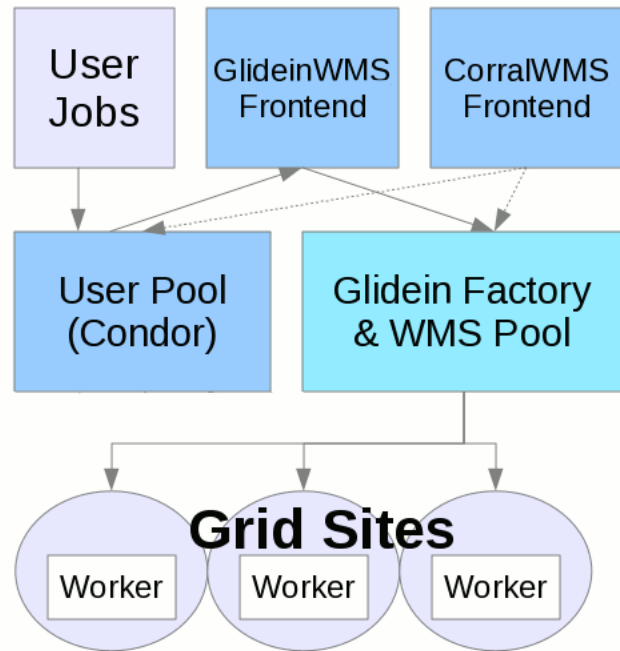 User
Jobs
GlideinWMS
Frontend
CorralWMS
Frontend
User Pool
(Condor)
Glidein Factory
& WMS Pool
Grid Sites
Worker
Worker
Worker